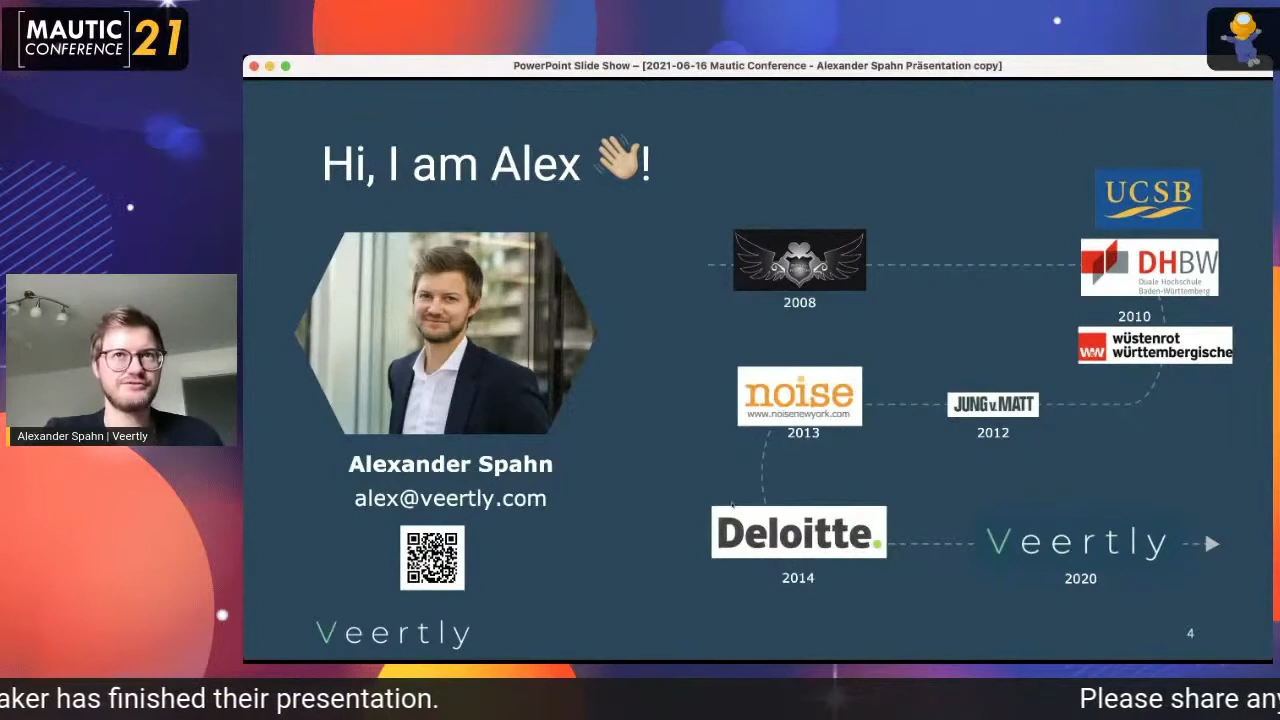 MAUTIC
CONFERENCE
21
PowerPoint Slide Show – [2021-06-16 Mautic Conference - Alexander Spahn Präsentation copy]
Hi, I am Alex 👋🏼!
UCSB
DHBW
Duale Hochschule
Baden-Württemberg
2008
2010
wüstenrot
württembergische
noise
www.noisenewyork.com
2013
JUNG v. MATT
2012
Alexander Spahn | Veertly
Alexander Spahn
alex@veertly.com
Deloitte.
2014
Veertly
2020
Veertly
4
aker has finished their presentation.
Please share any